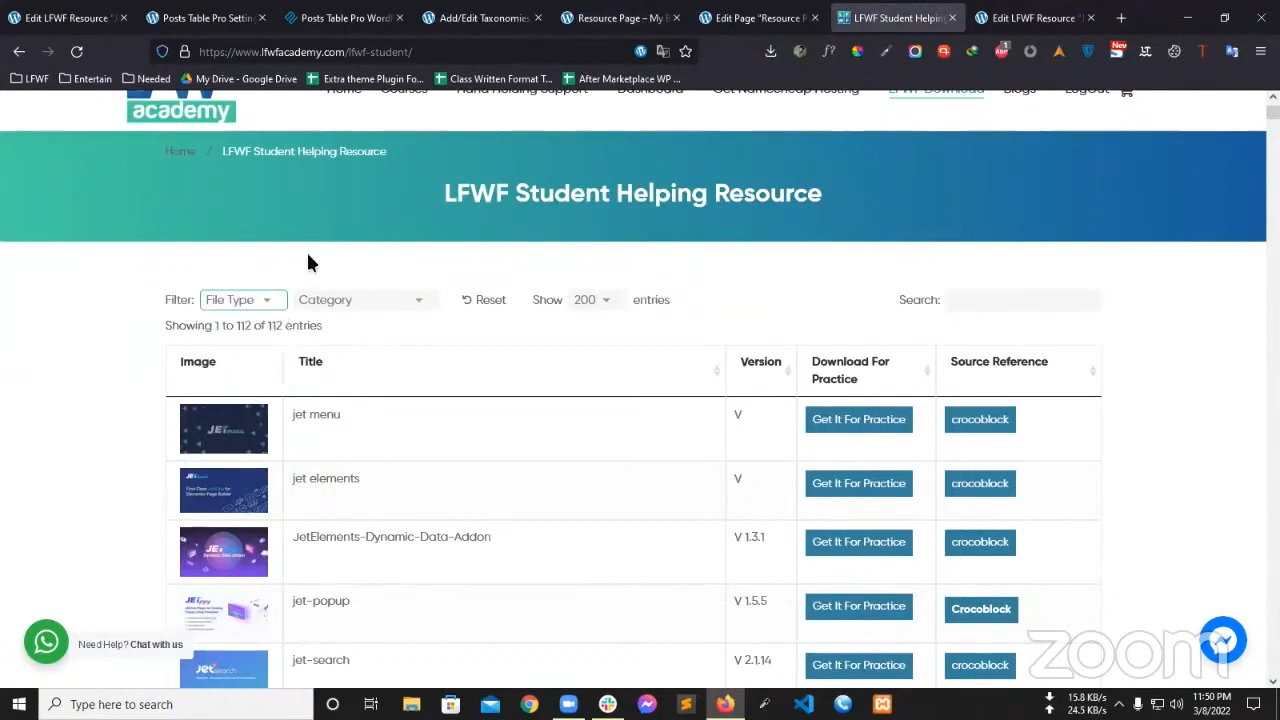 Posts Table Pro Setting
Posts Table Pro Word
Add/Edit Taxonomies
Resource Page – My B
Edit Page "Resource P
LFWF Student Helping
Edit LFWF Resource "J
https://www.lfwfacademy.com/lfwf-student/
New
LFWF
Entertain
Needed
My Drive - Google Drive
Extra theme Plugin Fo...
Class Written Format T...
After Marketplace WP ...
Home Courses Hand Holding Support Dashboard Get Namecheap Hosting LFWF Download Blogs LogOut
academy
Home / LFWF Student Helping Resource
LFWF Student Helping Resource
Filter: File Type Category Reset Show 200 entries Search:
Showing 1 to 112 of 112 entries
Image Title Version Download For Practice Source Reference
jet menu V Get It For Practice crocoblock
jet elements V Get It For Practice crocoblock
JetElements-Dynamic-Data-Addon V 1.3.1 Get It For Practice crocoblock
jet-popup V 1.5.5 Get It For Practice Crocoblock
jet-search V 2.1.14 Get It For Practice crocoblock
Need Help? Chat with us
zoom
Type here to search
15.8 KB/s
24.5 KB/s
11:50 PM
3/8/2022